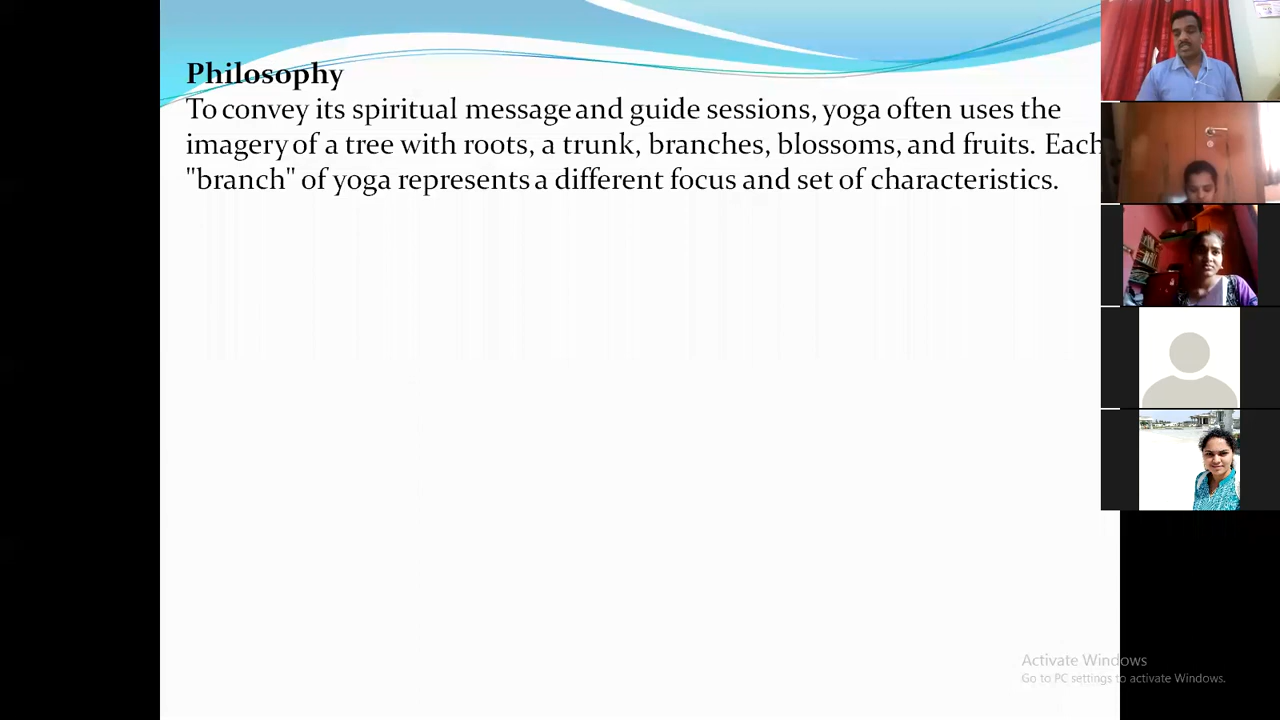 Philosophy
To convey its spiritual message and guide sessions, yoga often uses the
imagery of a tree with roots, a trunk, branches, blossoms, and fruits. Each
"branch" of yoga represents a different focus and set of characteristics.
Activate Windows
Go to PC settings to activate Windows.